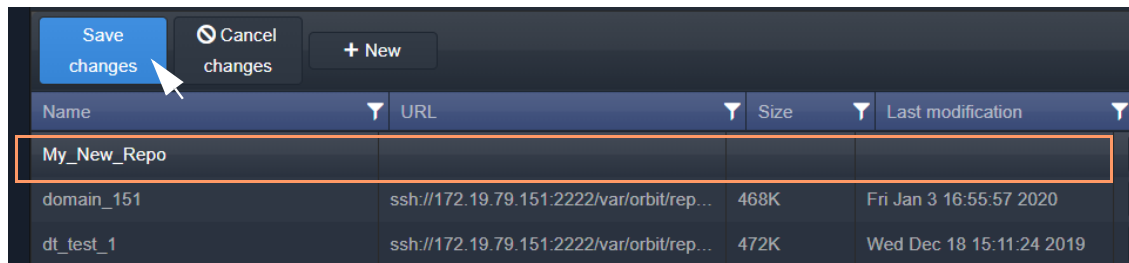 Save changes
Cancel changes
New
Name URL Size Last modification
My_New_Repo
domain_151 ssh://172.19.79.151:2222/var/orbit/rep... 468K Fri Jan 3 16:55:57 2020
dt_test_1 ssh://172.19.79.151:2222/var/orbit/rep... 472K Wed Dec 18 15:11:24 2019